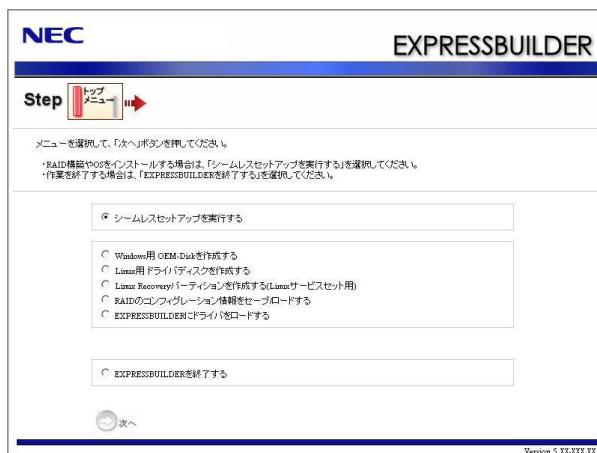 NEC
EXPRESSBUILDER
Step
トップ
メニュー
メニューを選択して、「次へ」ボタンを押してください。
・RAID構築やOSをインストールする場合は、「シームレスセットアップを実行する」を選択してください。
・作業を終了する場合は、「EXPRESSBUILDERを終了する」を選択してください。
シームレスセットアップを実行する
Windows用 OEM-Diskを作成する
Linux用 ドライバディスクを作成する
Linux Recoveryパーティションを作成する(Linuxサービスセット用)
RAIDのコンフィグレーション情報をセーブ/ロードする
EXPRESSBUILDERにドライバをロードする
EXPRESSBUILDERを終了する
次へ
Version 5.XX-XXX.XX